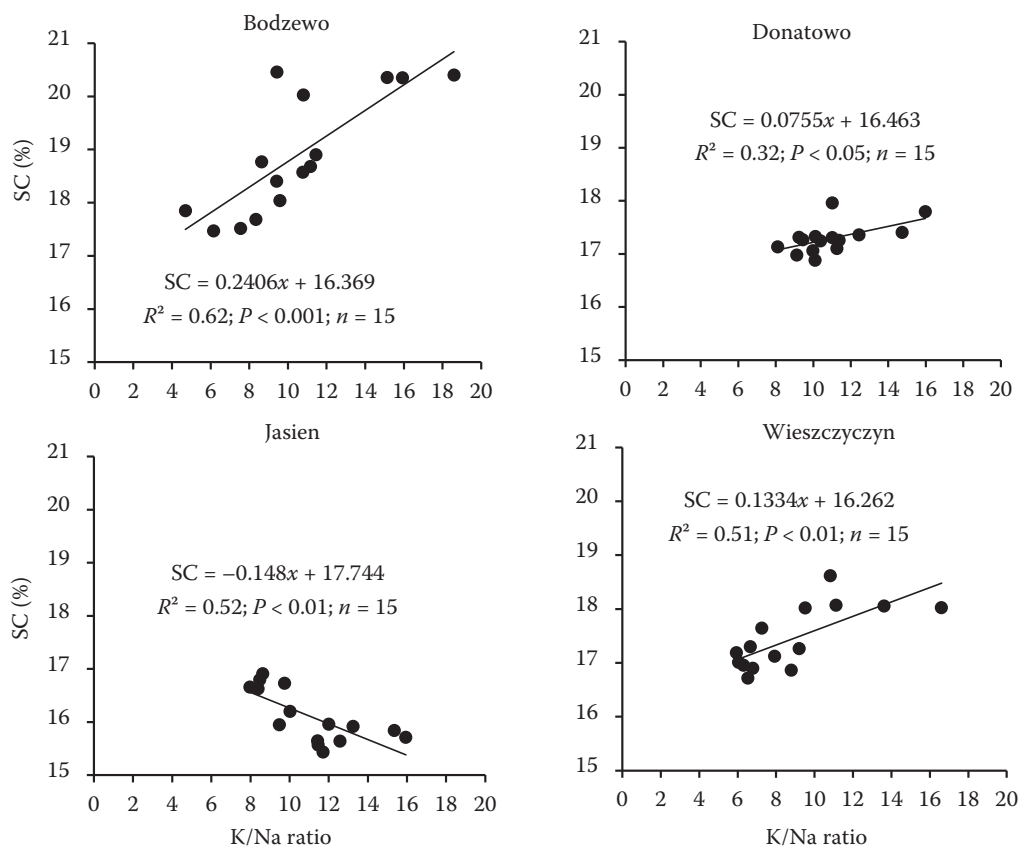 Bodzewo
21
20
19
18
17
16
15
SC (%)
SC = 0.2406x + 16.369
R² = 0.62; P < 0.001; n = 15
0 2 4 6 8 10 12 14 16 18 20
Donatowo
21
20
19
18
17
16
15
SC = 0.0755x + 16.463
R² = 0.32; P < 0.05; n = 15
0 2 4 6 8 10 12 14 16 18 20
Jasien
21
20
19
18
17
16
15
SC (%)
SC = –0.148x + 17.744
R² = 0.52; P < 0.01; n = 15
0 2 4 6 8 10 12 14 16 18 20
K/Na ratio
Wieszczyczyn
21
20
19
18
17
16
15
SC = 0.1334x + 16.262
R² = 0.51; P < 0.01; n = 15
0 2 4 6 8 10 12 14 16 18 20
K/Na ratio